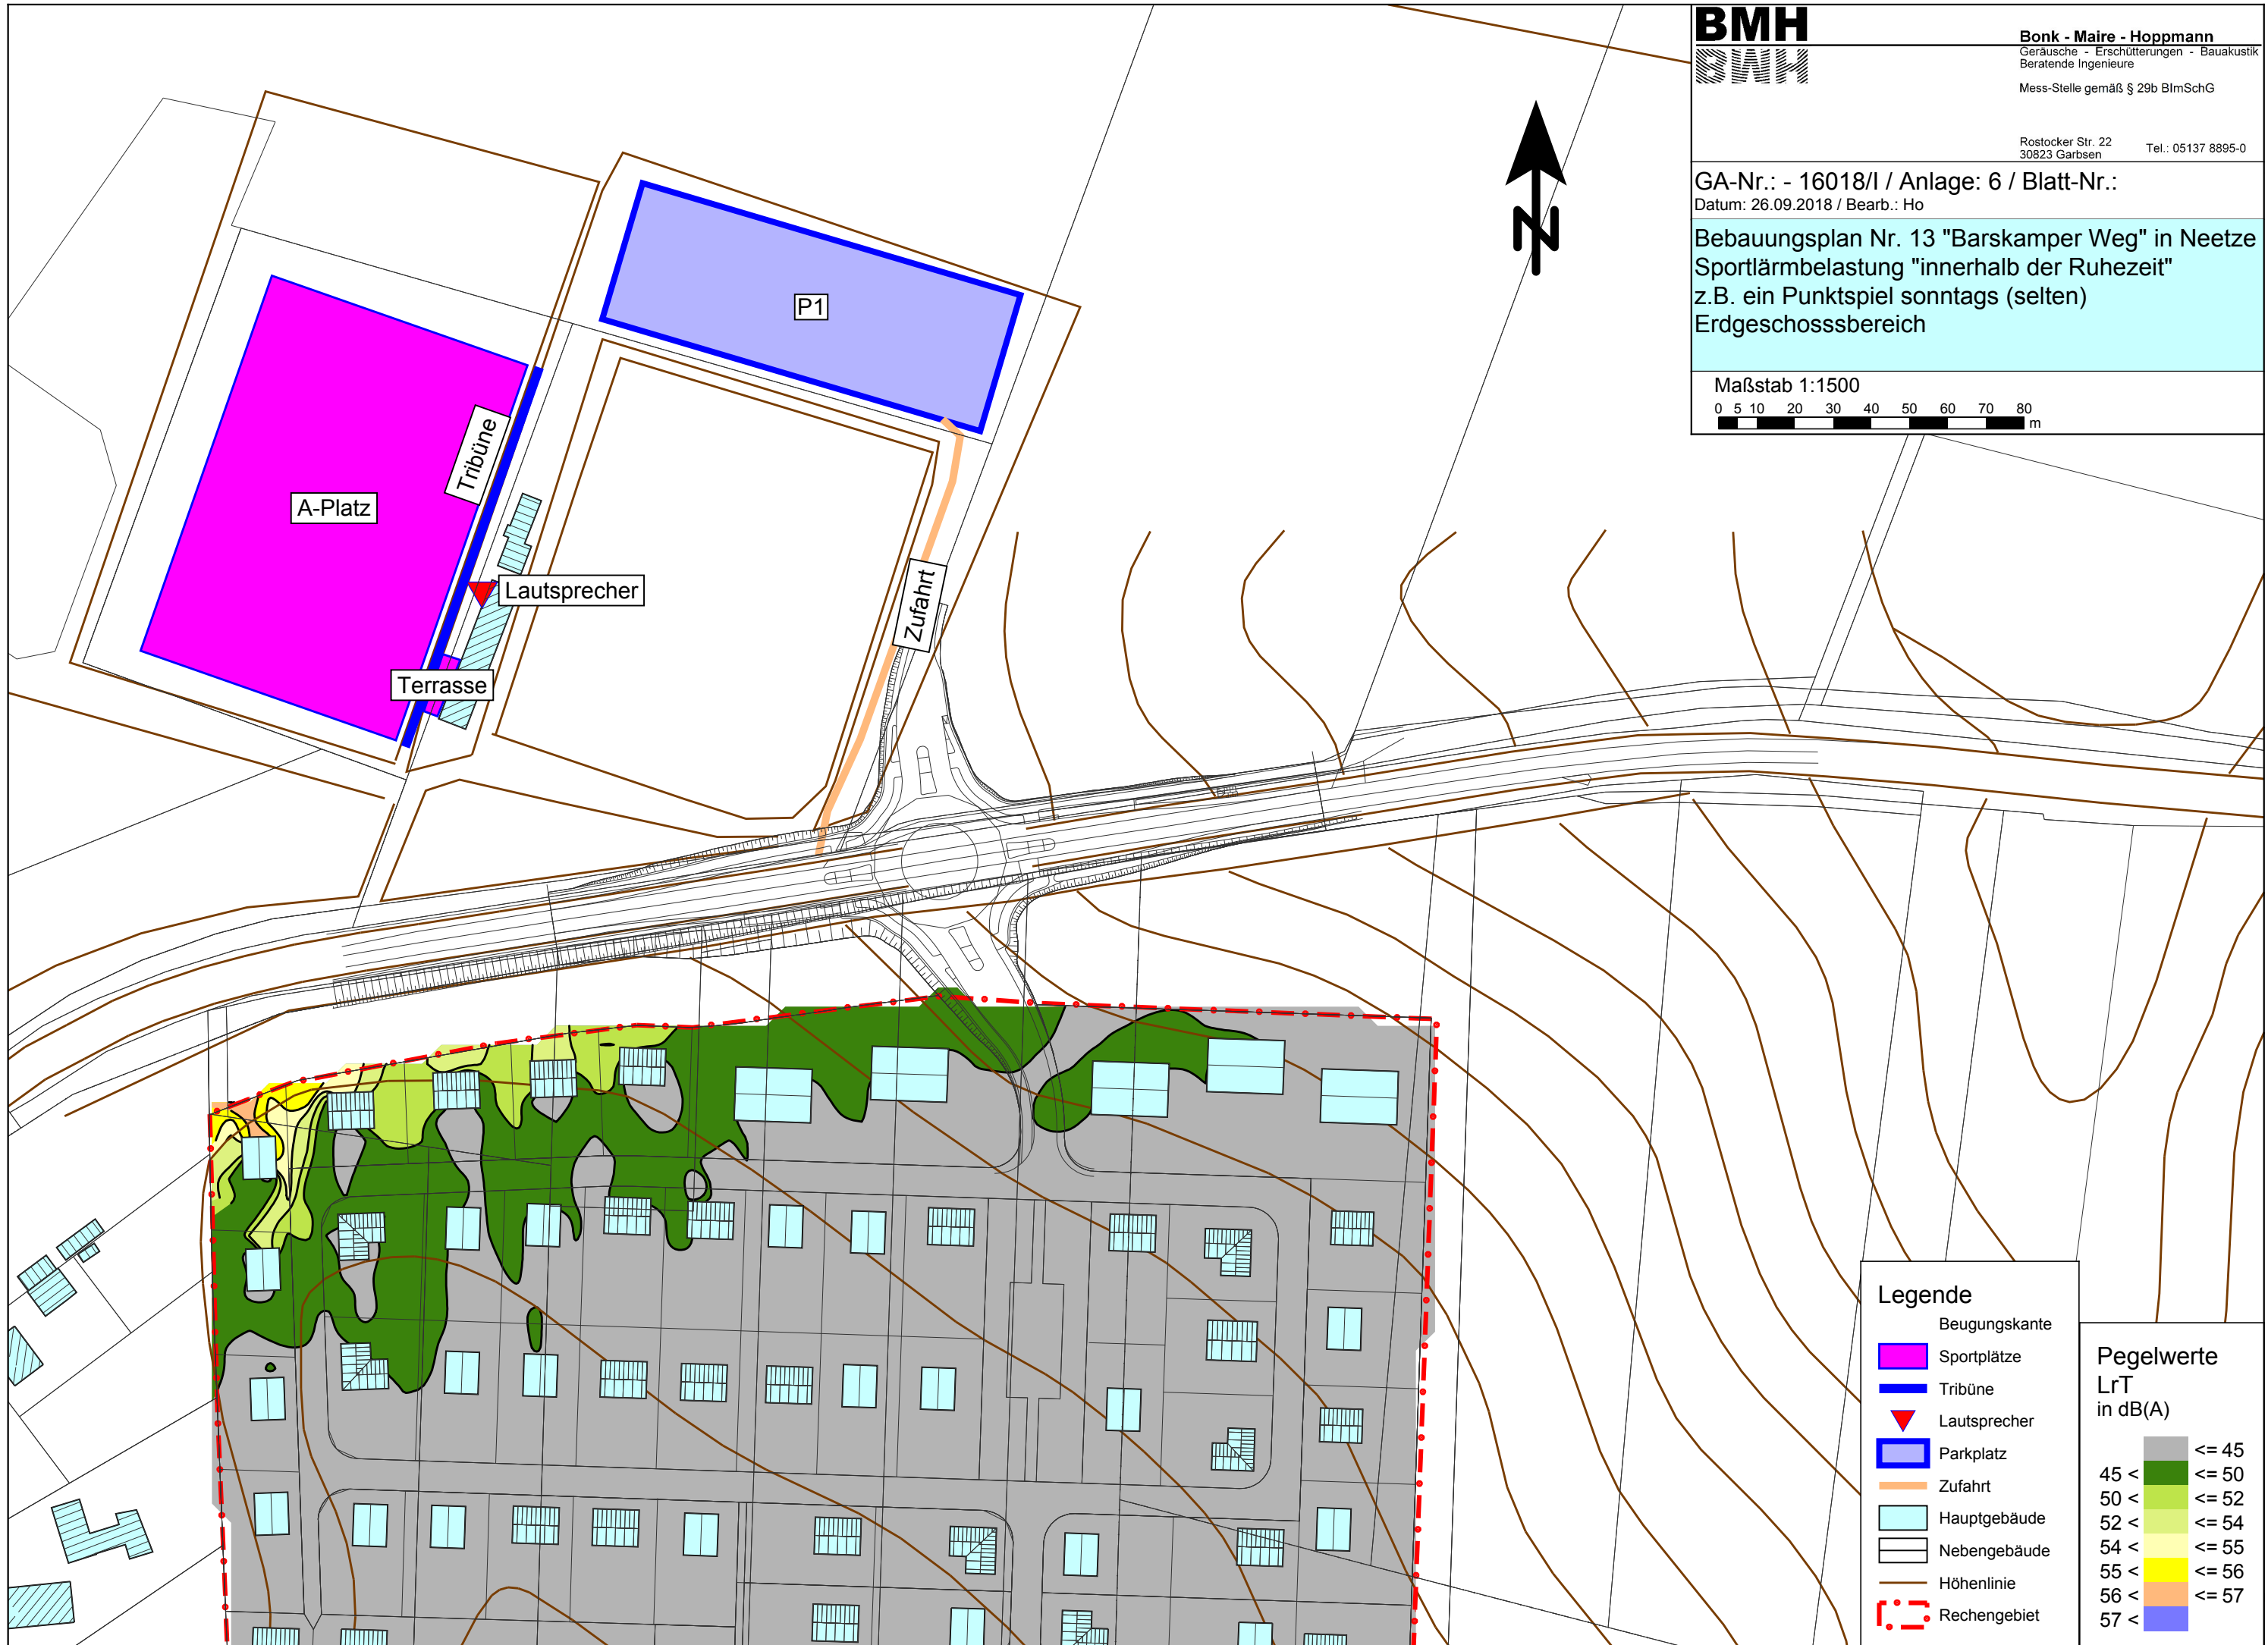 BMH
BMH
Bonk - Maire - Hoppmann
Geräusche - Erschütterungen - Bauakustik
Beratende Ingenieure
Mess-Stelle gemäß § 29b BImSchG
Rostocker Str. 22
30823 Garbsen
Tel.: 05137 8895-0
GA-Nr.: - 16018/I / Anlage: 6 / Blatt-Nr.:
Datum: 26.09.2018 / Bearb.: Ho
Bebauungsplan Nr. 13 "Barskamper Weg" in Neetze
Sportlärmbelastung "innerhalb der Ruhezeit"
z.B. ein Punktspiel sonntags (selten)
Erdgeschosssbereich
Maßstab 1:1500
0 5 10 20 30 40 50 60 70 80
m
N
P1
Tribüne
A-Platz
Lautsprecher
Zufahrt
Terrasse
Legende
Beugungskante
Sportplätze
Tribüne
Lautsprecher
Parkplatz
Zufahrt
Hauptgebäude
Nebengebäude
Höhenlinie
Rechengebiet
Pegelwerte
LrT
in dB(A)
<= 45
45 < <= 50
50 < <= 52
52 < <= 54
54 < <= 55
55 < <= 56
56 < <= 57
57 <